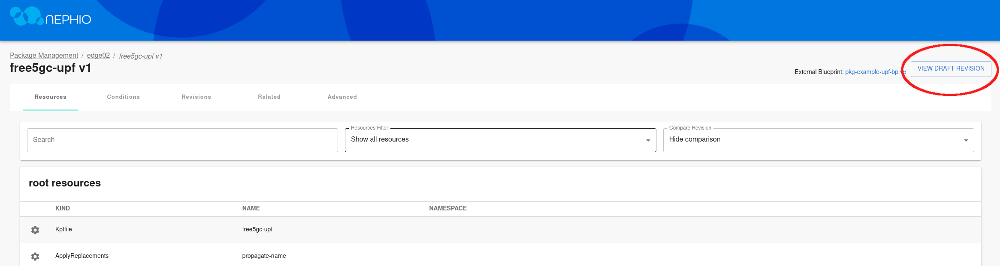 NEPHIO
Package Management / edge02 / free5gc-upf v1
free5gc-upf v1
External Blueprint: pkg-example-upf-bp v5
VIEW DRAFT REVISION
Resources Conditions Revisions Related Advanced
Search
Resources Filter
Show all resources
Compare Revision
Hide comparison
root resources
KIND NAME NAMESPACE
Kptfile free5gc-upf
ApplyReplacements propagate-name